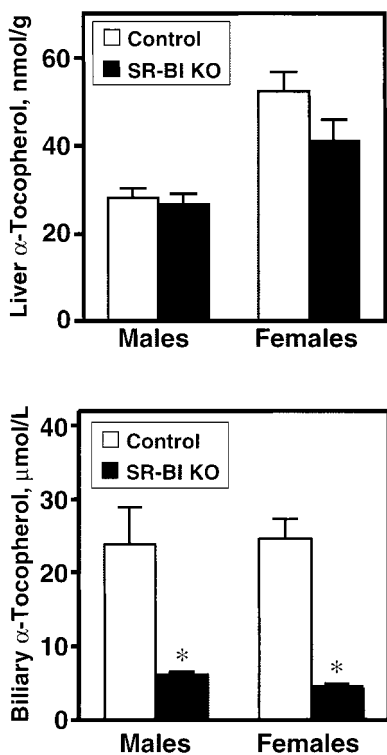 Liver α-Tocopherol, nmol/g
60
40
20
0
Control
SR-BI KO
Males Females
Biliary α-Tocopherol, μmol/L
40
30
20
10
0
Control
SR-BI KO
* *
Males Females